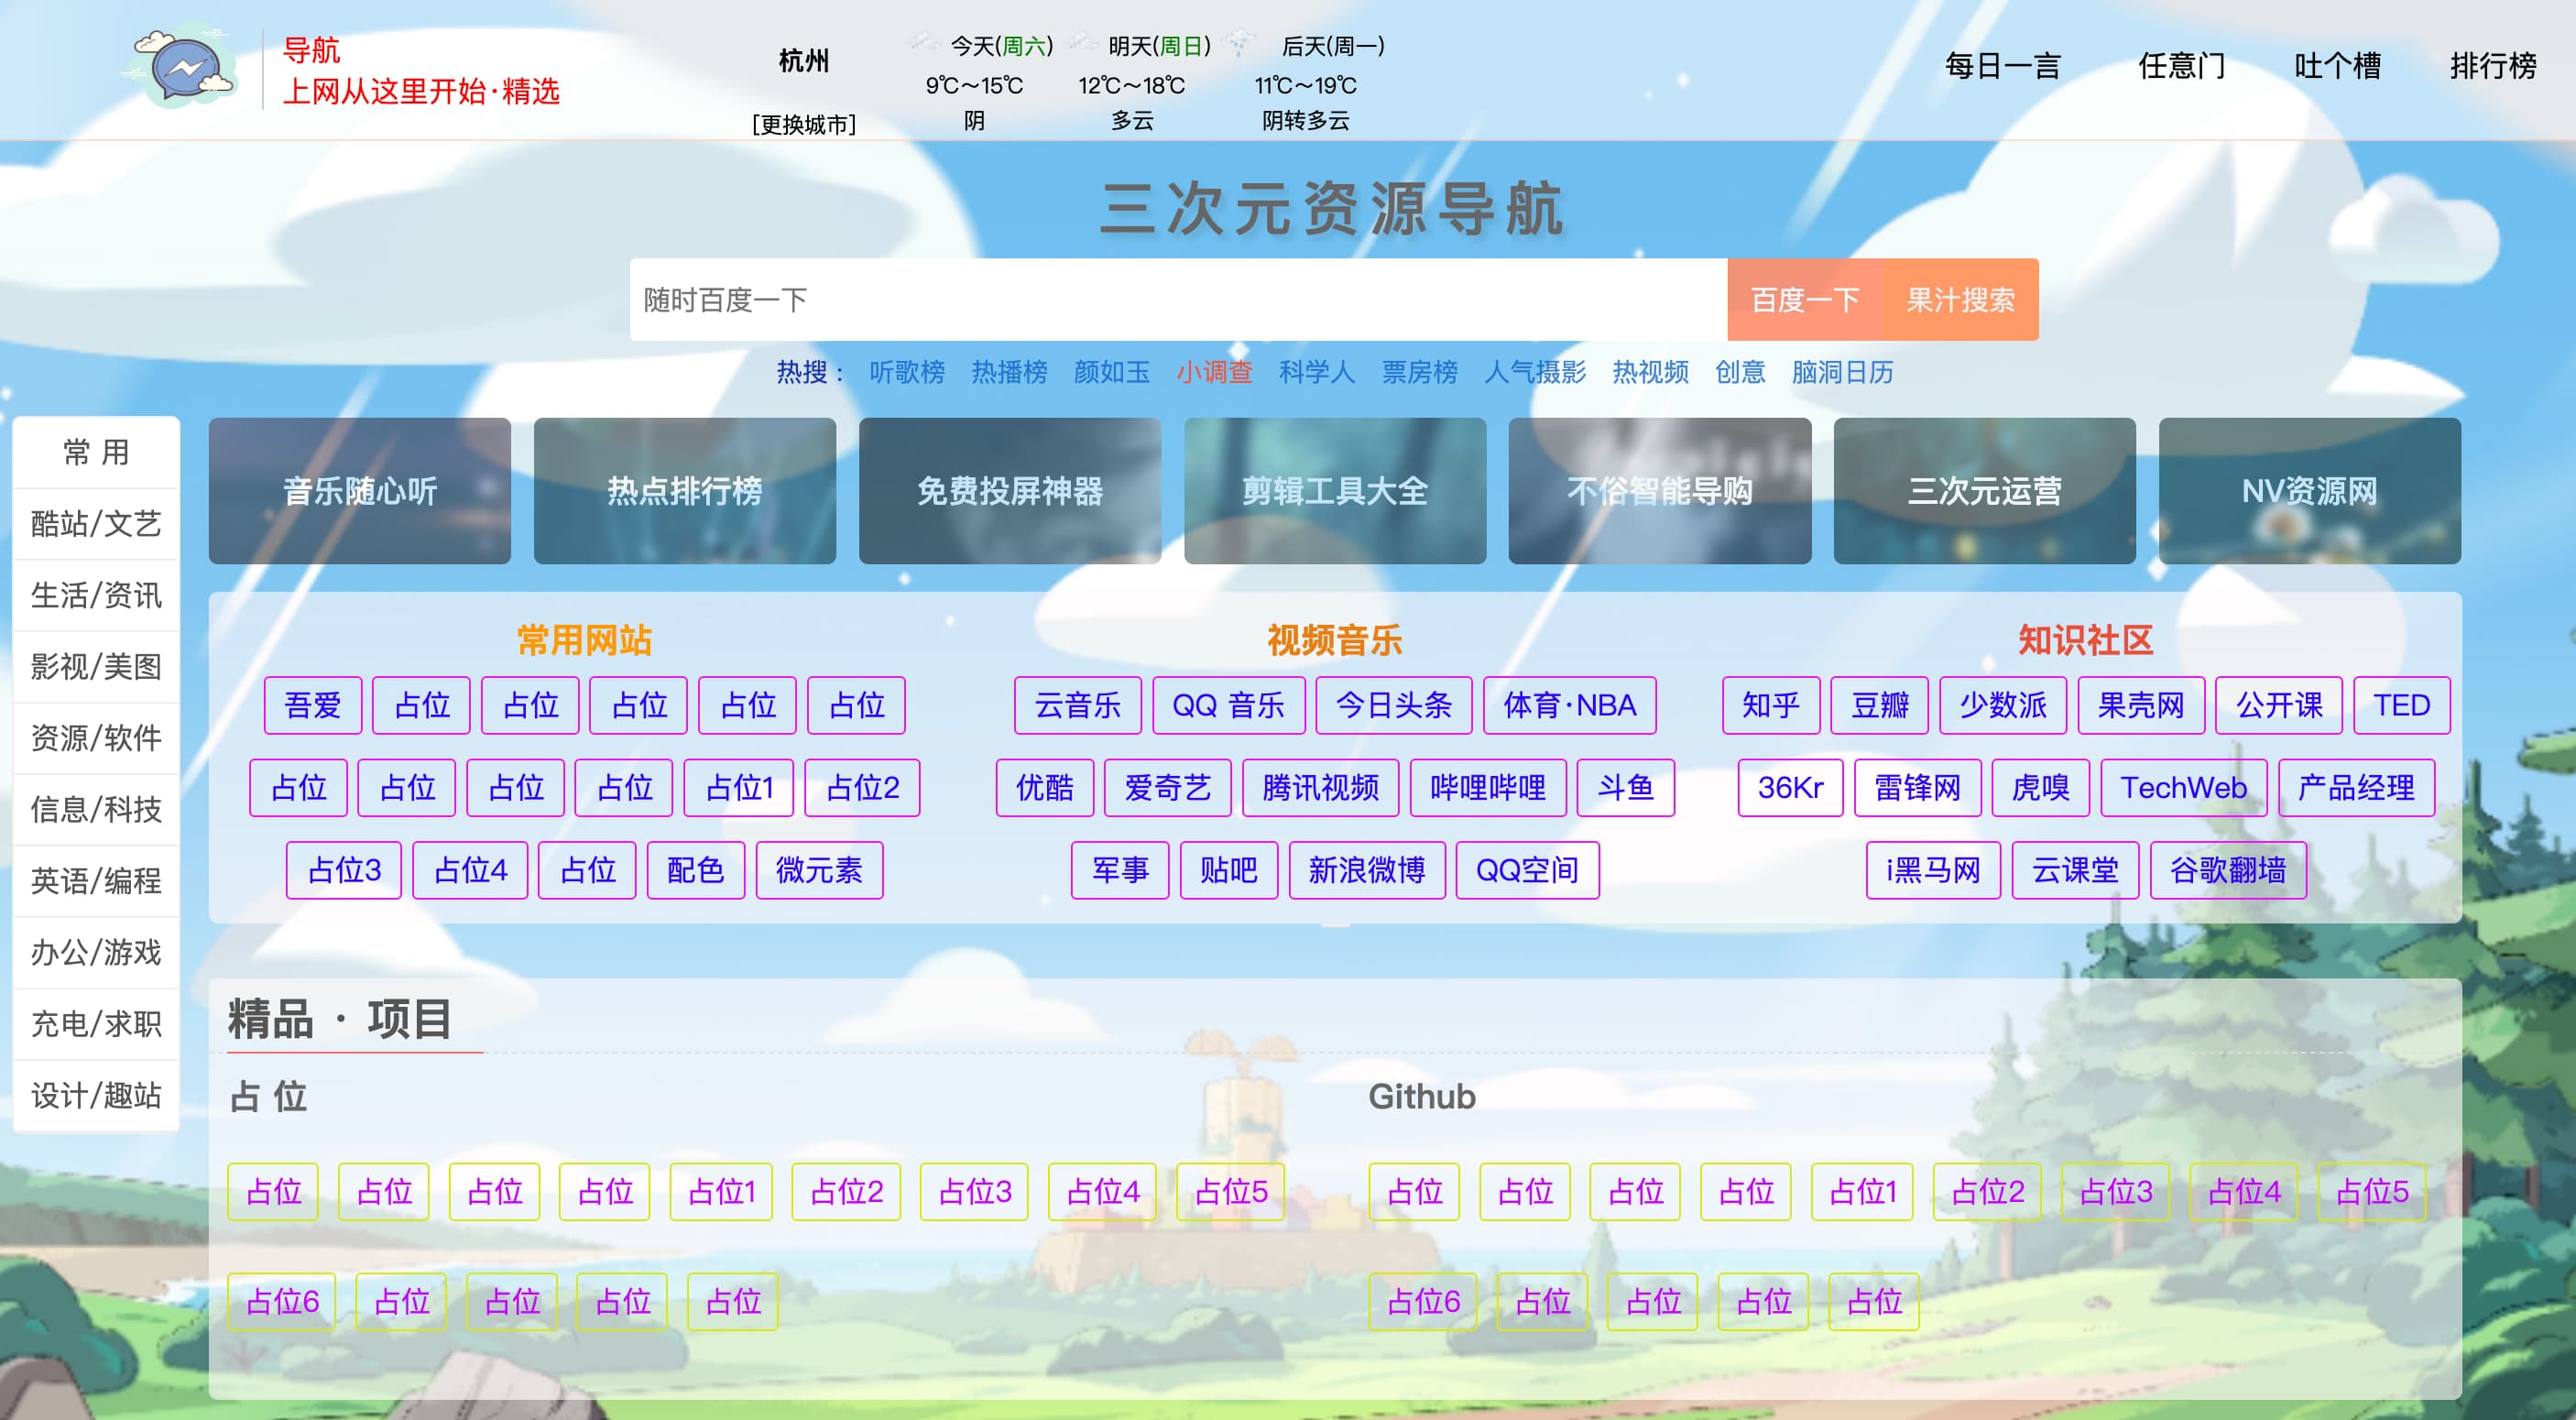 导航
上网从这里开始·精选
杭州
[更换城市]
今天(周六)
9℃～15℃
阴
明天(周日)
12℃～18℃
多云
后天(周一)
11℃～19℃
阴转多云
每日一言 任意门 吐个槽 排行榜
三次元资源导航
随时百度一下 百度一下 果汁搜索
热搜： 听歌榜 热播榜 颜如玉 小调查 科学人 票房榜 人气摄影 热视频 创意 脑洞日历
常 用
酷站/文艺
生活/资讯
影视/美图
资源/软件
信息/科技
英语/编程
办公/游戏
充电/求职
设计/趣站
音乐随心听 热点排行榜 免费投屏神器 剪辑工具大全 不俗智能导购 三次元运营 NV资源网
常用网站
吾爱 占位 占位 占位 占位 占位
占位 占位 占位 占位 占位1 占位2
占位3 占位4 占位 配色 微元素
视频音乐
云音乐 QQ 音乐 今日头条 体育·NBA
优酷 爱奇艺 腾讯视频 哔哩哔哩 斗鱼
军事 贴吧 新浪微博 QQ空间
知识社区
知乎 豆瓣 少数派 果壳网 公开课 TED
36Kr 雷锋网 虎嗅 TechWeb 产品经理
i黑马网 云课堂 谷歌翻墙
精品 · 项目
占 位
占位 占位 占位 占位 占位1 占位2 占位3 占位4 占位5
占位6 占位 占位 占位 占位
Github
占位 占位 占位 占位 占位1 占位2 占位3 占位4 占位5
占位6 占位 占位 占位 占位